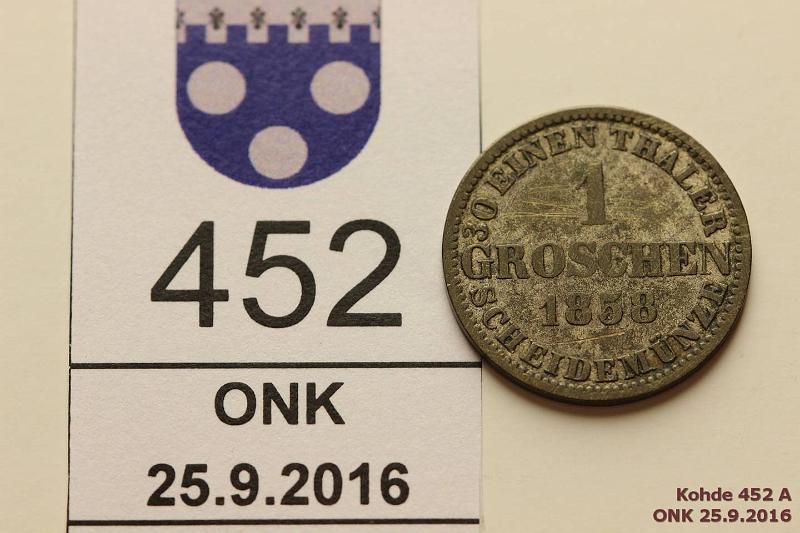 452
ONK
25.9.2016
30 EINEN THALER
1
GROSCHEN
1858
SCHEIDEMÜNZE
Kohde 452 A
ONK 25.9.2016